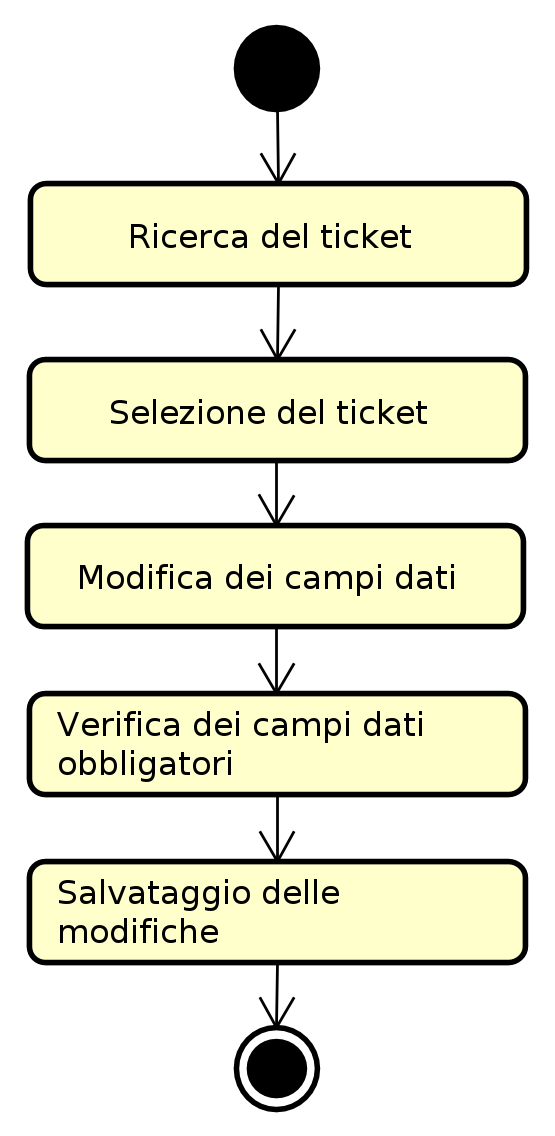 Ricerca del ticket
Selezione del ticket
Modifica dei campi dati
Verifica dei campi dati
obbligatori
Salvataggio delle
modifiche